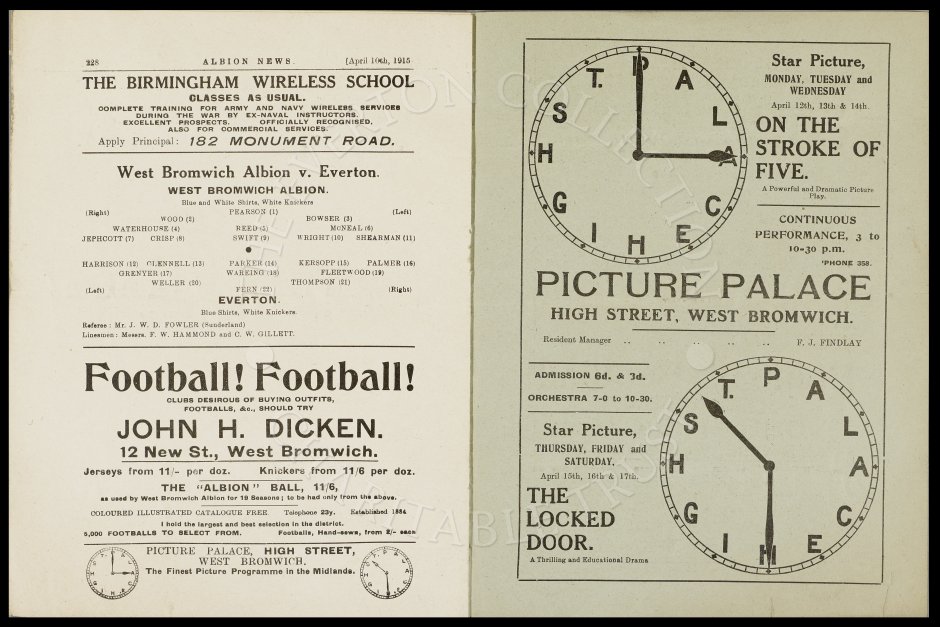 228 ALBION NEWS. [April 10th, 1915
THE BIRMINGHAM WIRELESS SCHOOL
CLASSES AS USUAL.
COMPLETE TRAINING FOR ARMY AND NAVY WIRELESS SERVICES
DURING THE WAR BY EX-NAVAL INSTRUCTORS.
EXCELLENT PROSPECTS. OFFICIALLY RECOGNISED,
ALSO FOR COMMERCIAL SERVICES.
Apply Principal: 182 MONUMENT ROAD.
West Bromwich Albion v. Everton.
WEST BROMWICH ALBION.
Blue and White Shirts, White Knickers
(Right) PEARSON (1) (Left)
WOOD (2) BOWSER (3)
WATERHOUSE (4) REED (5) McNEAL (6)
JEPHCOTT (7) CRISP (8) SWIFT (9) WRIGHT (10) SHEARMAN (11)
HARRISON (12) CLENNELL (13) PARKER (14) KERSOPP (15) PALMER (16)
GRENYER (17) WAREING (18) FLEETWOOD (19)
WELLER (20) THOMPSON (21)
(Left) FERN (22) (Right)
EVERTON.
Blue Shirts, White Knickers.
Referee: Mr. J. W. D. FOWLER (Sunderland)
Linesmen: Messrs. F. W. HAMMOND and C. W. GILLETT.
Football! Football!
CLUBS DESIROUS OF BUYING OUTFITS,
FOOTBALLS, &c., SHOULD TRY
JOHN H. DICKEN.
12 New St., West Bromwich.
Jerseys from 11/- per doz. Knickers from 11/6 per doz.
THE "ALBION" BALL, 11/6,
as used by West Bromwich Albion for 19 Seasons; to be had only from the above.
COLOURED ILLUSTRATED CATALOGUE FREE Telephone 23y. Established 1884
I hold the largest and best selection in the district.
5,000 FOOTBALLS TO SELECT FROM. Footballs, Hand-sewn, from 2/- each
PICTURE PALACE, HIGH STREET,
WEST BROMWICH.
The Finest Picture Programme in the Midlands.
P A L A C E H I G H S T.
Star Picture,
MONDAY, TUESDAY and
WEDNESDAY
April 12th, 13th & 14th.
ON THE
STROKE OF
FIVE.
A Powerful and Dramatic Picture
Play.
CONTINUOUS
PERFORMANCE, 3 to
10-30 p.m.
'PHONE 358.
PICTURE PALACE
HIGH STREET, WEST BROMWICH.
Resident Manager .. .. .. .. .. F. J. FINDLAY
ADMISSION 6d. & 3d.
ORCHESTRA 7-0 to 10-30.
Star Picture,
THURSDAY, FRIDAY and
SATURDAY,
April 15th, 16th & 17th.
THE
LOCKED
DOOR.
A Thrilling and Educational Drama
P A L A C E H I G H S T.
THE EVERTON COLLECTION
CHARITABLE TRUST